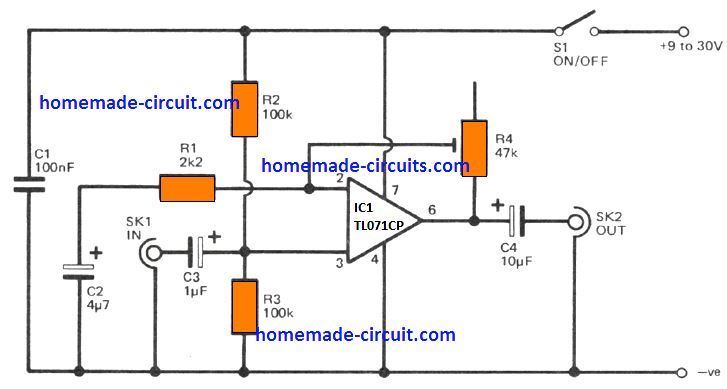 S1
ON/OFF
+9 to 30V
R2
100k
homemade-circuit.com
R4
47k
R1
2k2
homemade-circuits.com
C1
100nF
2
7
IC1
TL071CP
6
SK1
IN
+
+
SK2
OUT
+
3
4
C4
10µF
C3
1µF
C2
4µ7
R3
100k
homemade-circuit.com
−ve